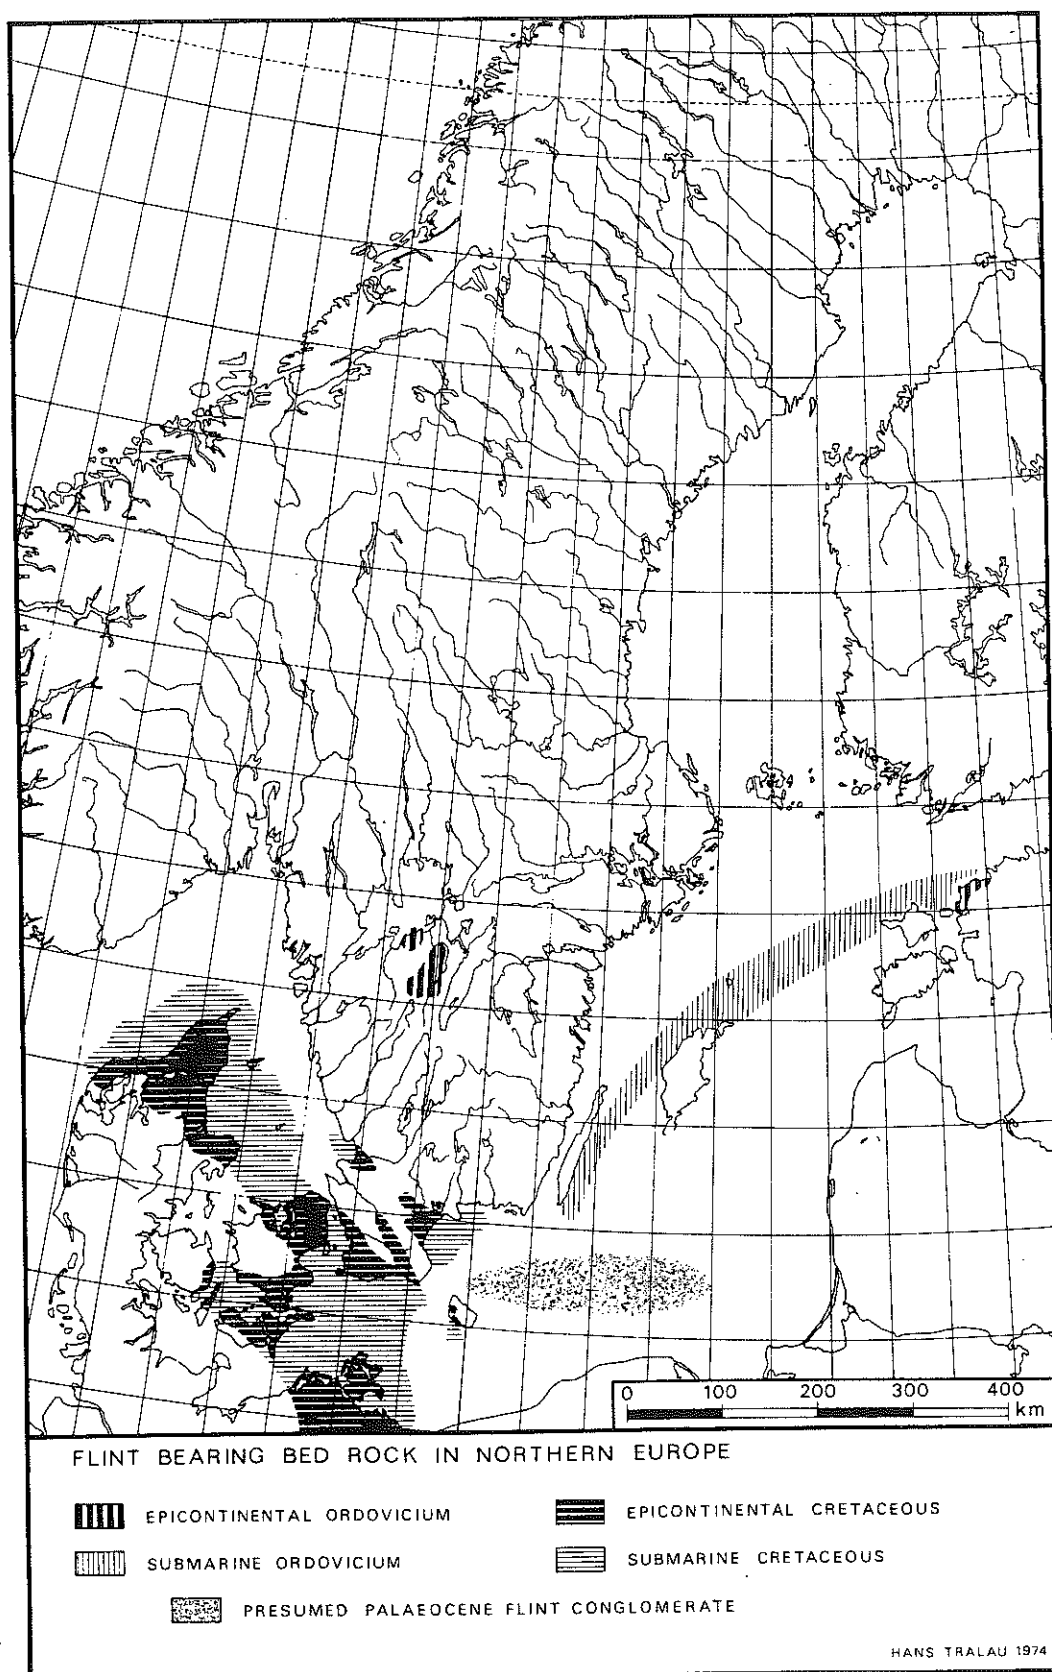 0 100 200 300 400
km
FLINT BEARING BED ROCK IN NORTHERN EUROPE
EPICONTINENTAL ORDOVICIUM
EPICONTINENTAL CRETACEOUS
SUBMARINE ORDOVICIUM
SUBMARINE CRETACEOUS
PRESUMED PALAEOCENE FLINT CONGLOMERATE
HANS TRALAU 1974